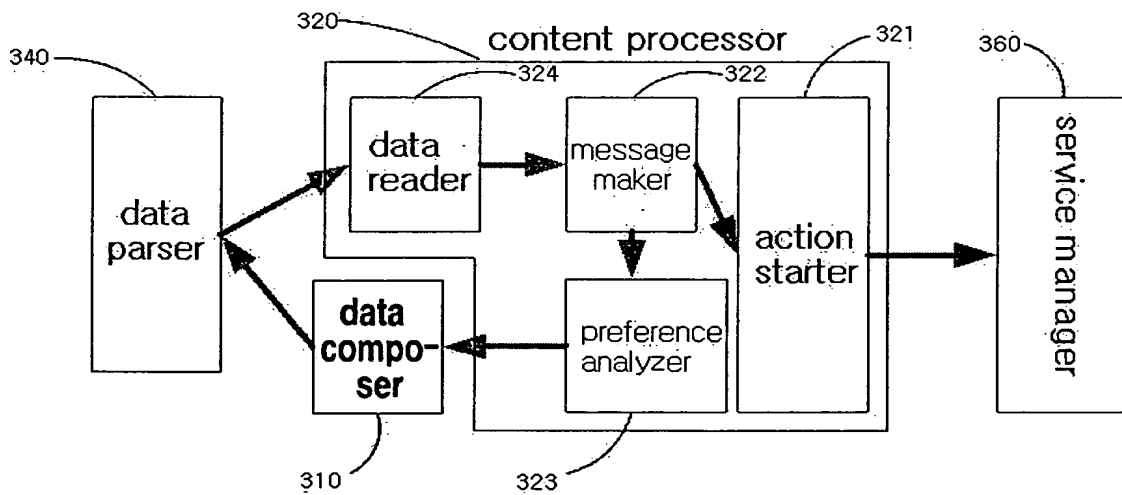 320
content processor
321
360
340
324
322
data
reader
message
maker
data
parser
action
starter
service manager
data
compo-
ser
preference
analyzer
310
323